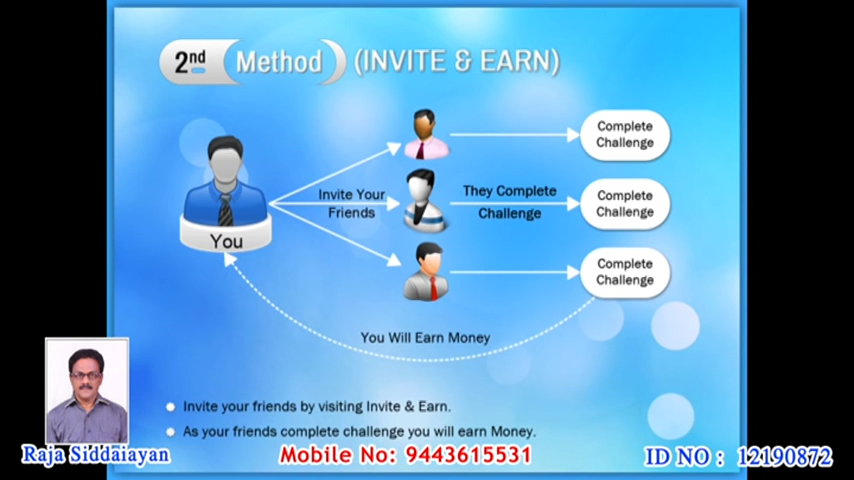 2nd Method (INVITE & EARN)
Complete
Challenge
Invite Your
Friends
They Complete
Challenge
Complete
Challenge
You
Complete
Challenge
You Will Earn Money
Invite your friends by visiting Invite & Earn.
As your friends complete challenge you will earn Money.
Raja Siddaiayan
Mobile No: 9443615531
ID NO : 12190872